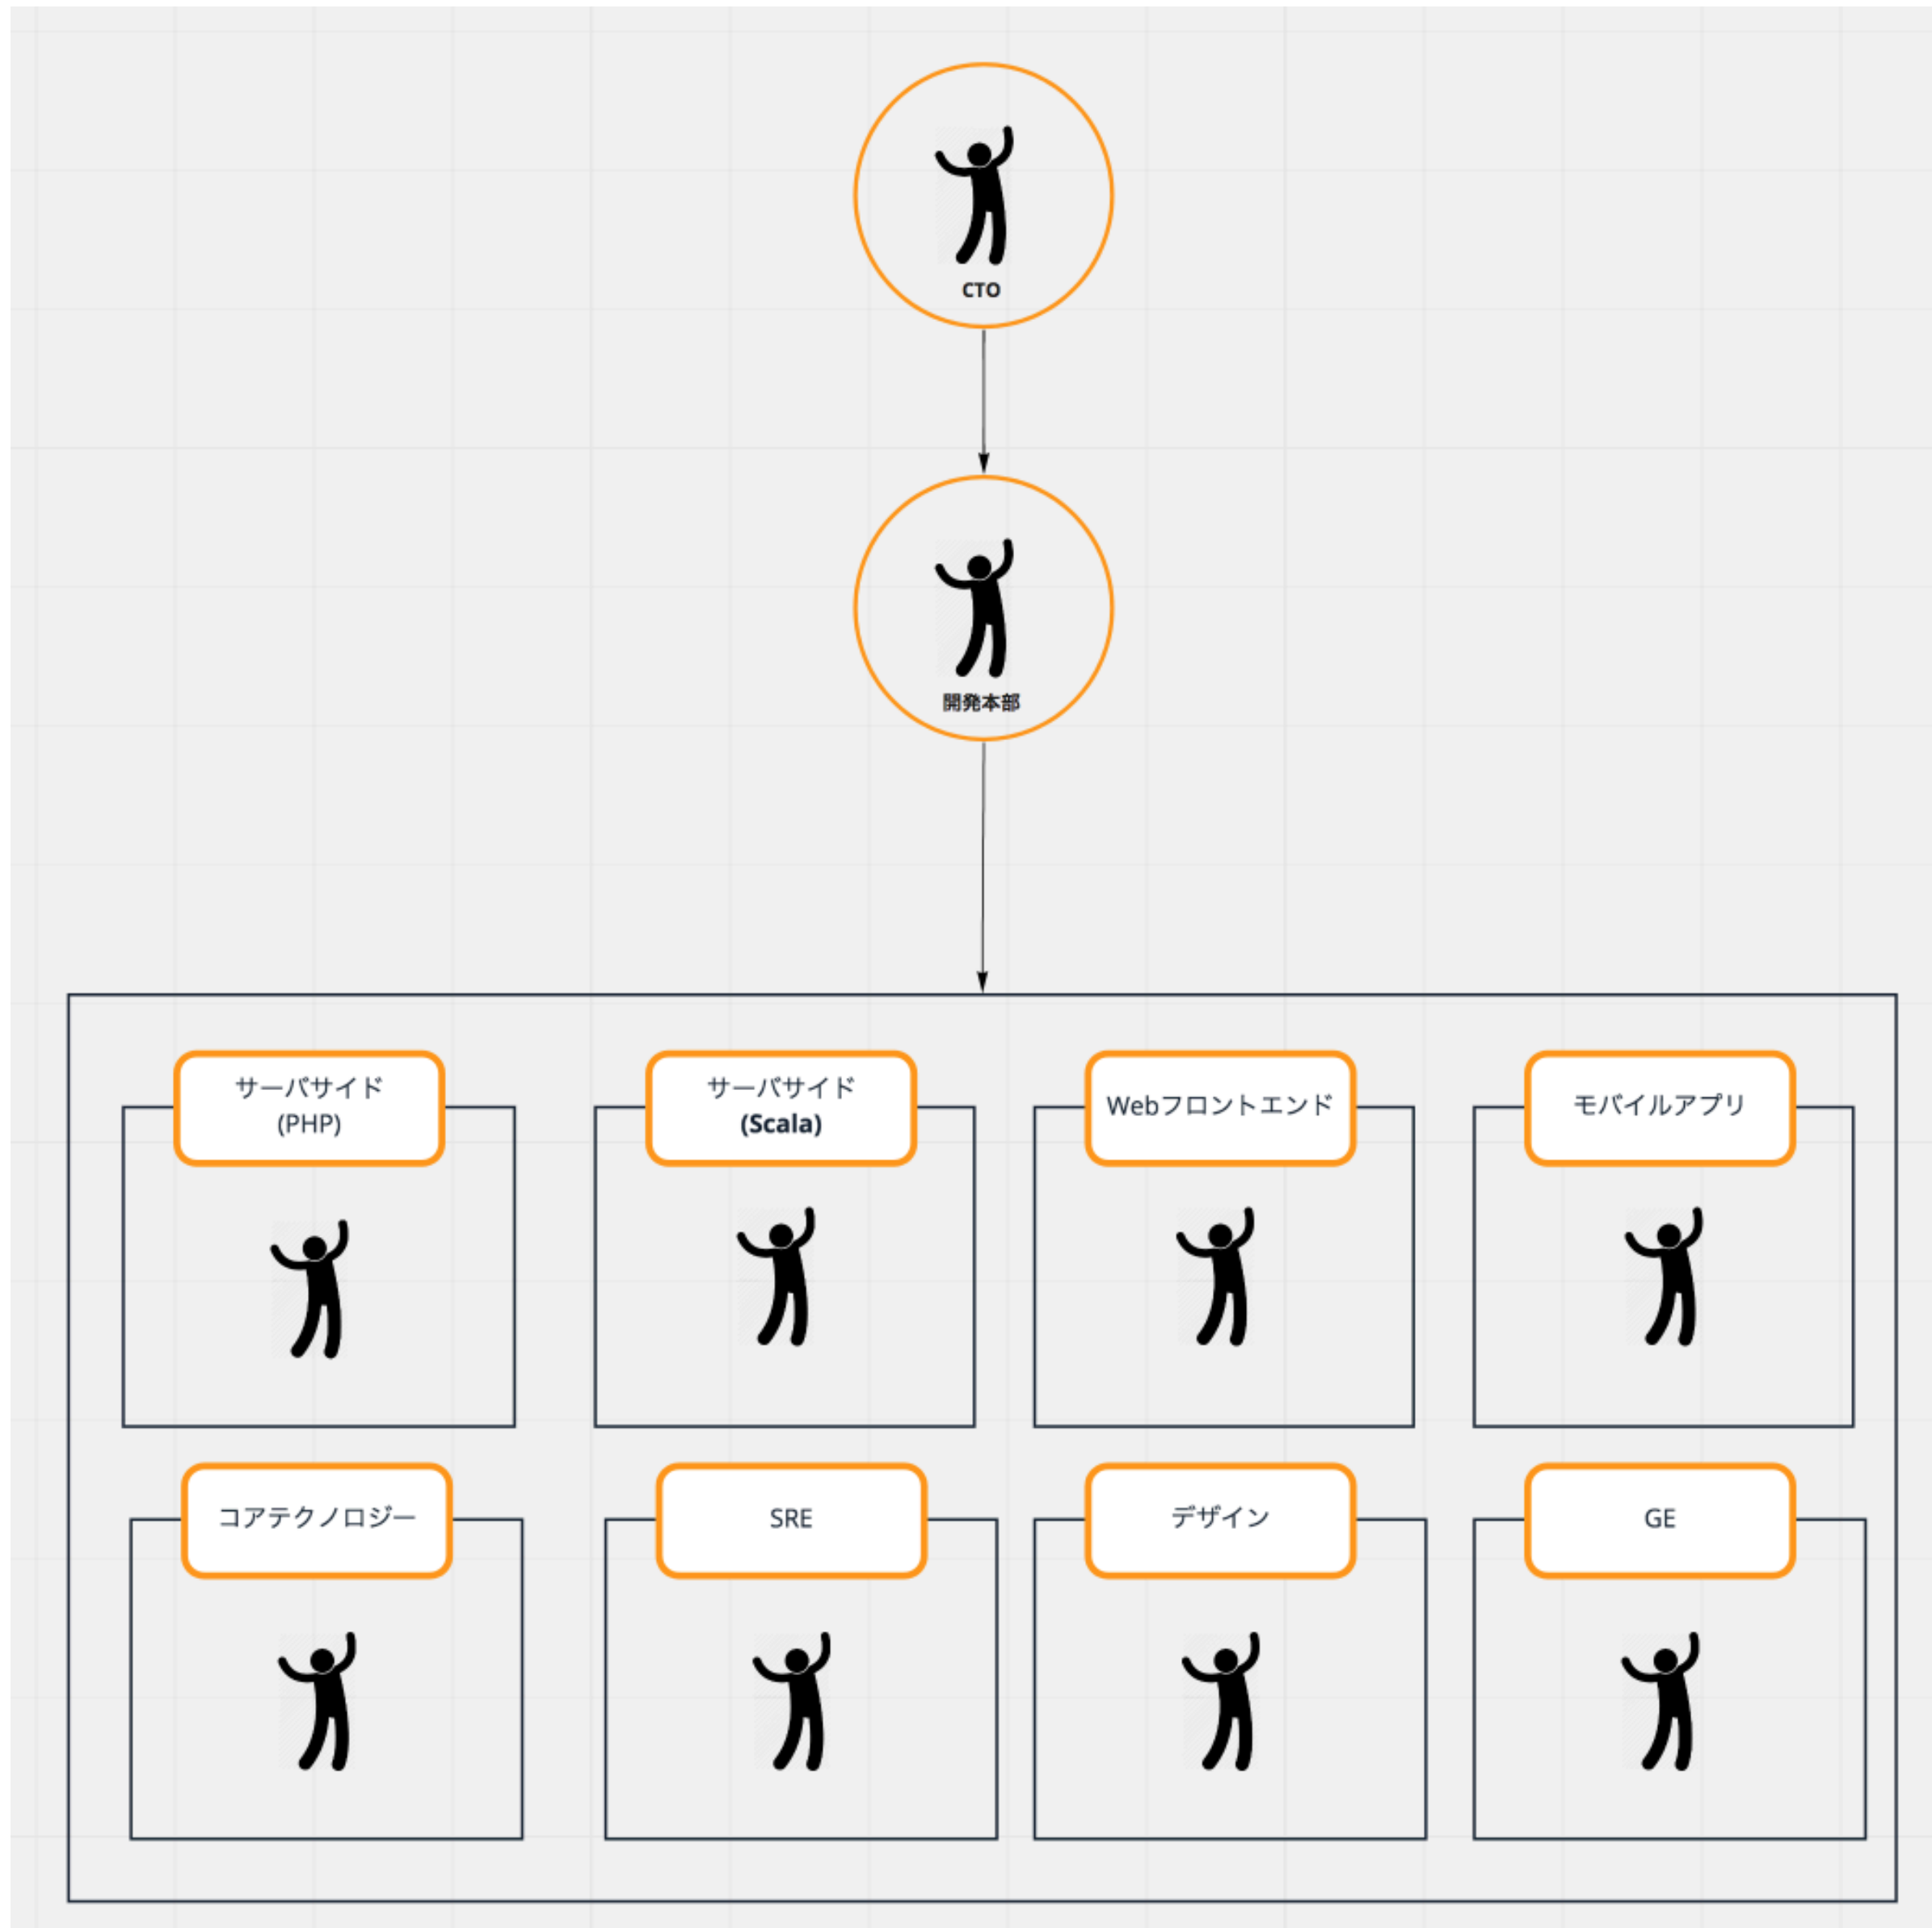 CTO
開発本部
サーバサイド
(PHP)
サーバサイド
(Scala)
Webフロントエンド
モバイルアプリ
コアテクノロジー
SRE
デザイン
GE